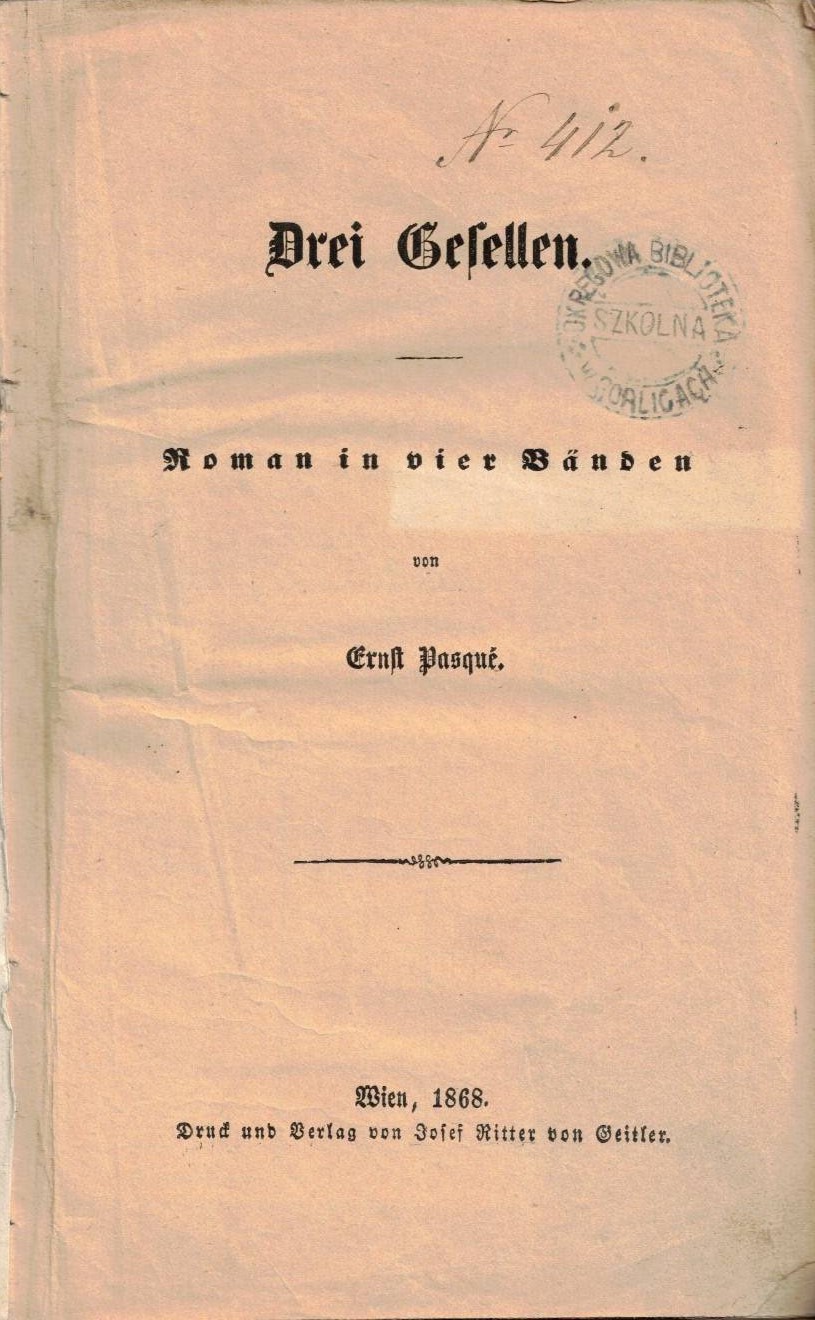 Nr 412.
Drei Gesellen.
OKRĘGOWA BIBLIOTEKA
SZKOLNA
w GORLICACH
Roman in vier Bänden
von
Ernst Pasqué.
Wien, 1868.
Druck und Verlag von Josef Ritter von Geitler.